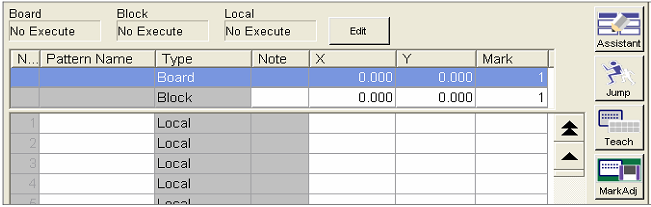 Board Block Local
No Execute No Execute No Execute Edit
N... Pattern Name Type Note X Y Mark
Board 0.000 0.000 1
Block 0.000 0.000 1
1 Local
2 Local
3 Local
4 Local
5 Local
Assistant
Jump
Teach
MarkAdj